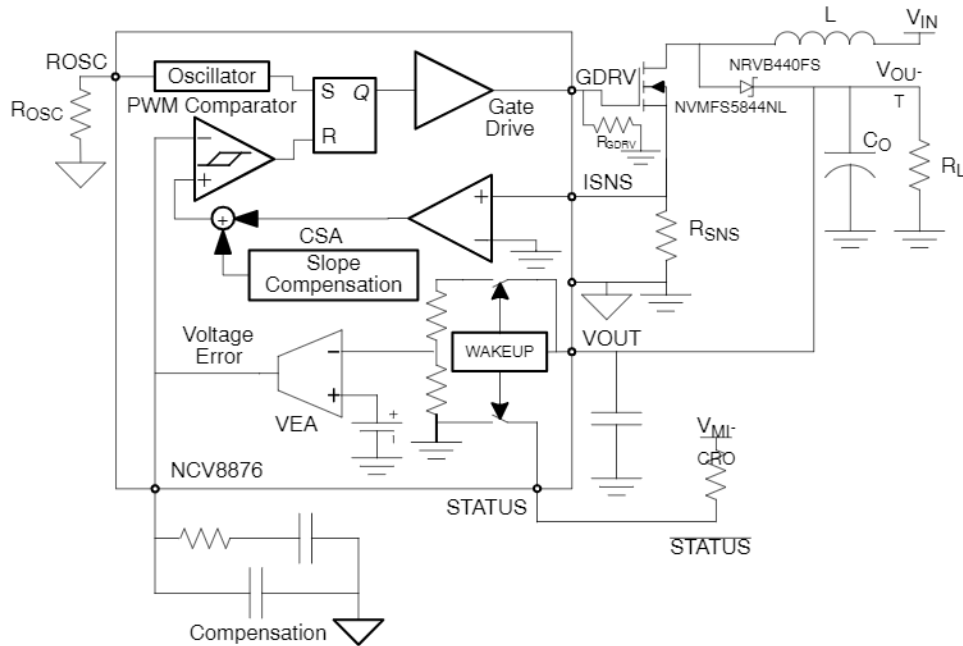 L
VIN
ROSC
Oscillator
GDRV
NRVB440FS
VOU-
T
ROSC
PWM Comparator
S
Q
R
Gate
Drive
NVMFS5844NL
RGDRV
CO
RL
−
+
ISNS
+
−
+
CSA
RSNS
Slope
Compensation
Voltage
Error
WAKEUP
VOUT
−
+
VEA
+
−
VMI-
CRO
NCV8876
STATUS
STATUS
Compensation